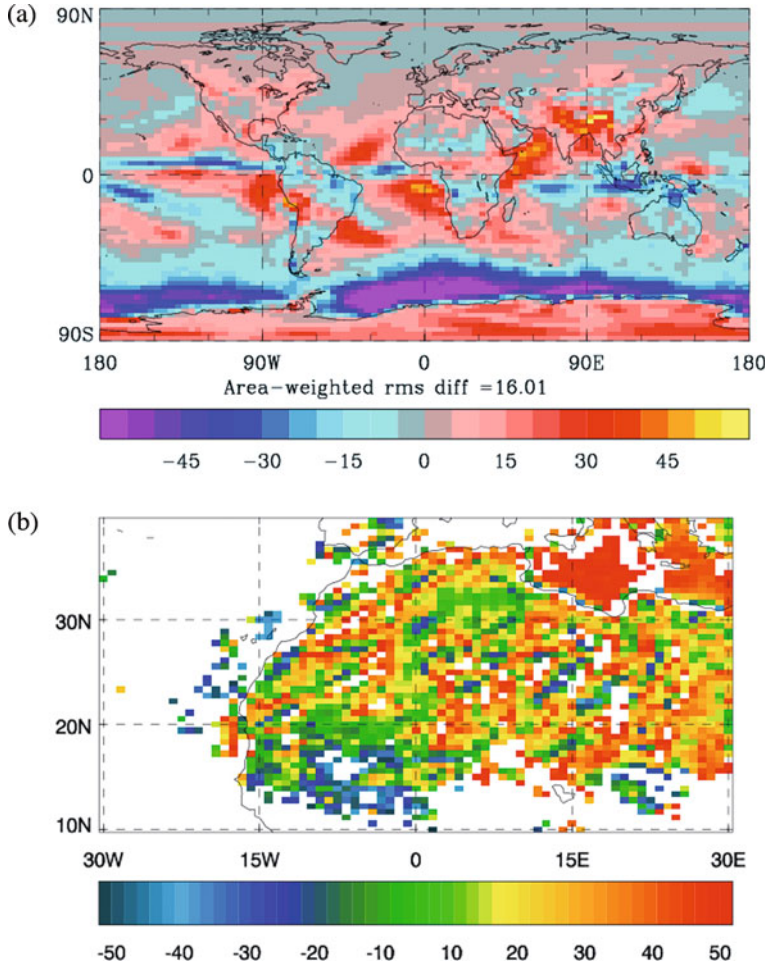 (a)
90N
0
90S
180 90W 0 90E 180
Area-weighted rms diff =16.01
-45 -30 -15 0 15 30 45
(b)
30N
20N
10N
30W 15W 0 15E 30E
-50 -40 -30 -20 -10 10 20 30 40 50